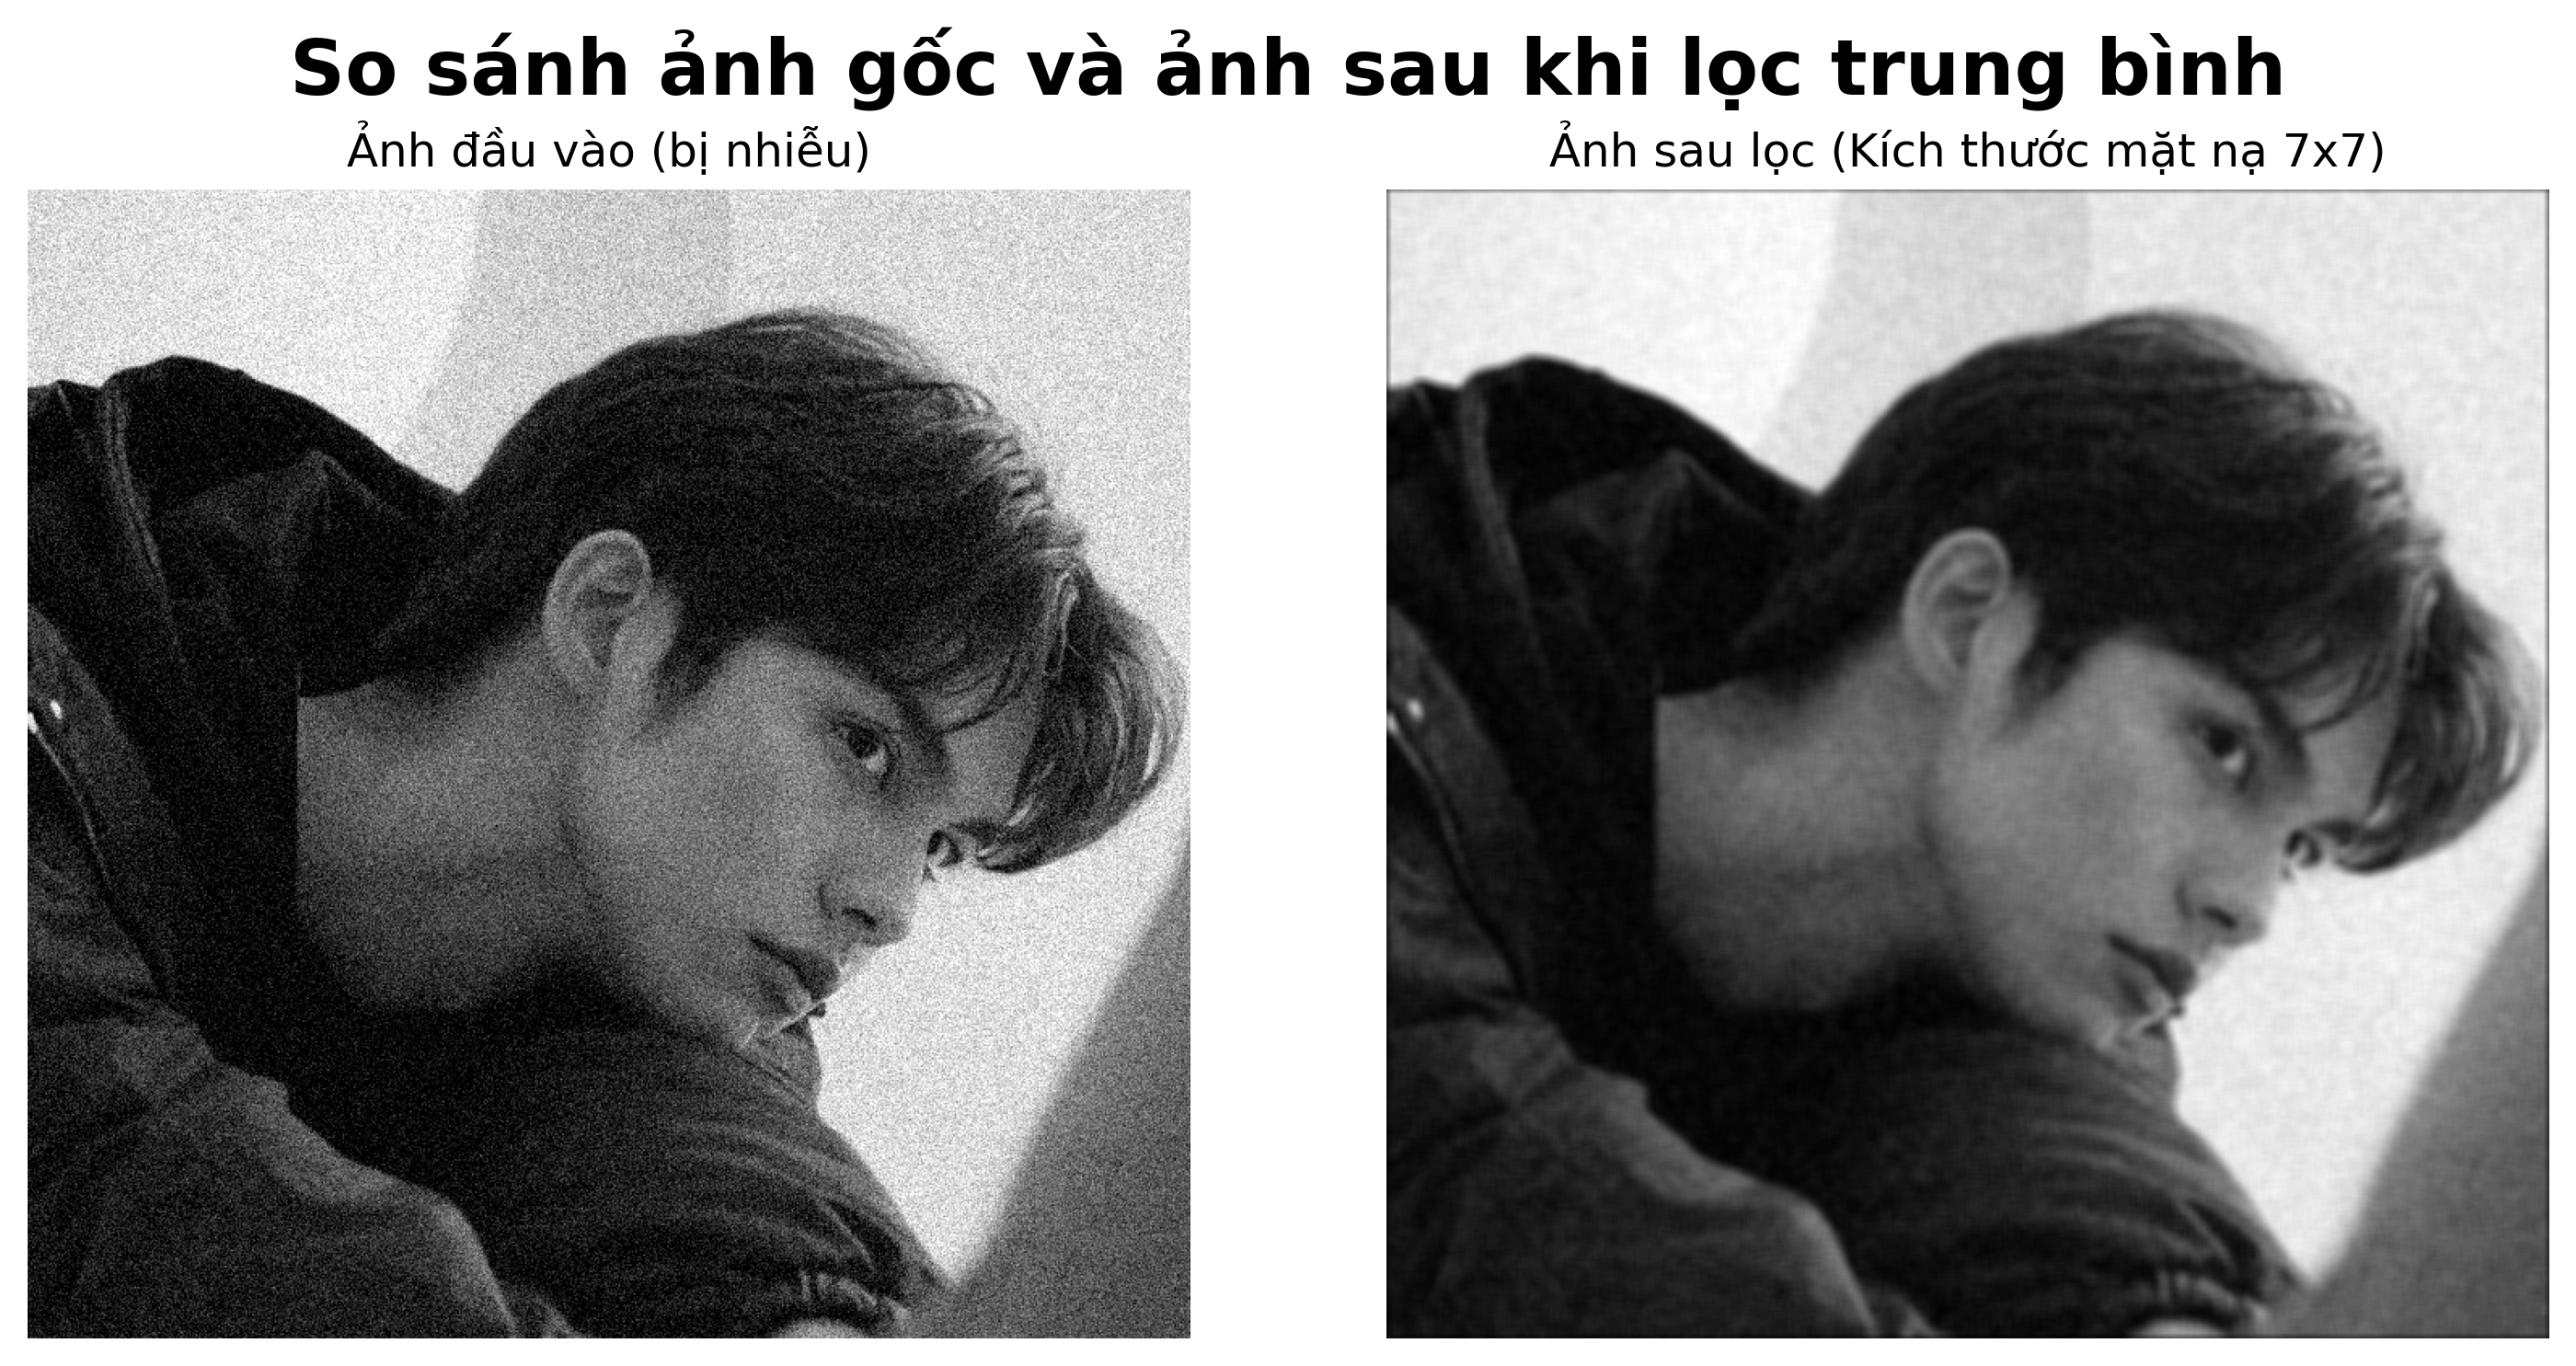 So sánh ảnh gốc và ảnh sau khi lọc trung bình
Ảnh đầu vào (bị nhiễu)
Ảnh sau lọc (Kích thước mặt nạ 7x7)